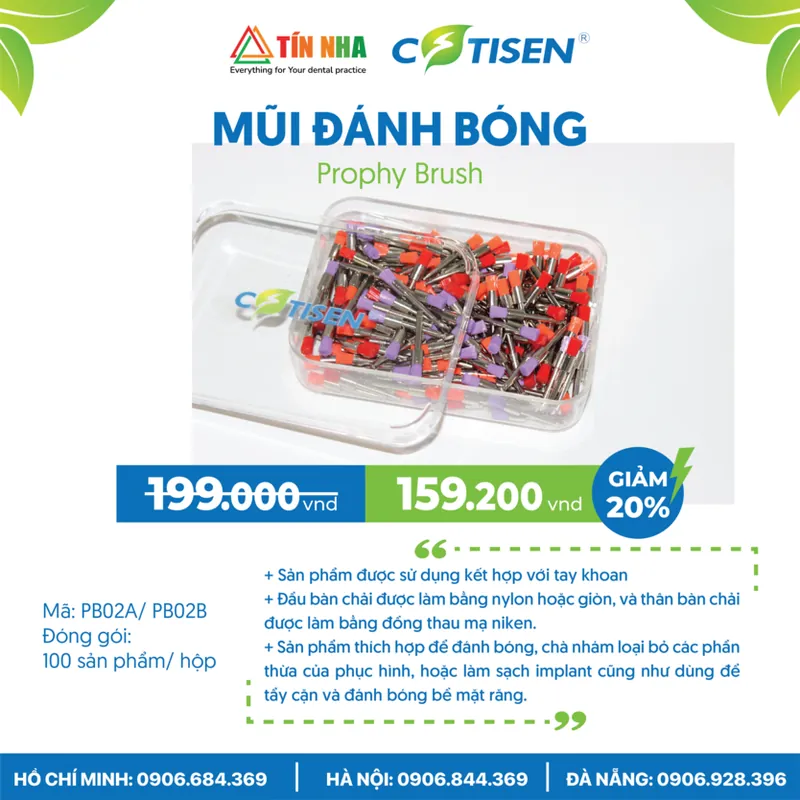 TÍN NHA
Everything for Your dental practice
COTISEN®
MŨI ĐÁNH BÓNG
Prophy Brush
COTISEN
199.000 vnd
159.200 vnd
GIẢM
20%
+ Sản phẩm được sử dụng kết hợp với tay khoan
+ Đầu bàn chải được làm bằng nylon hoặc giòn, và thân bàn chải
được làm bằng đồng thau mạ niken.
+ Sản phẩm thích hợp để đánh bóng, chà nhám loại bỏ các phần
thừa của phục hình, hoặc làm sạch implant cũng như dùng để
tẩy cặn và đánh bóng bề mặt răng.
Mã: PB02A/ PB02B
Đóng gói:
100 sản phẩm/ hộp
HỒ CHÍ MINH: 0906.684.369 | HÀ NỘI: 0906.844.369 | ĐÀ NẴNG: 0906.928.396